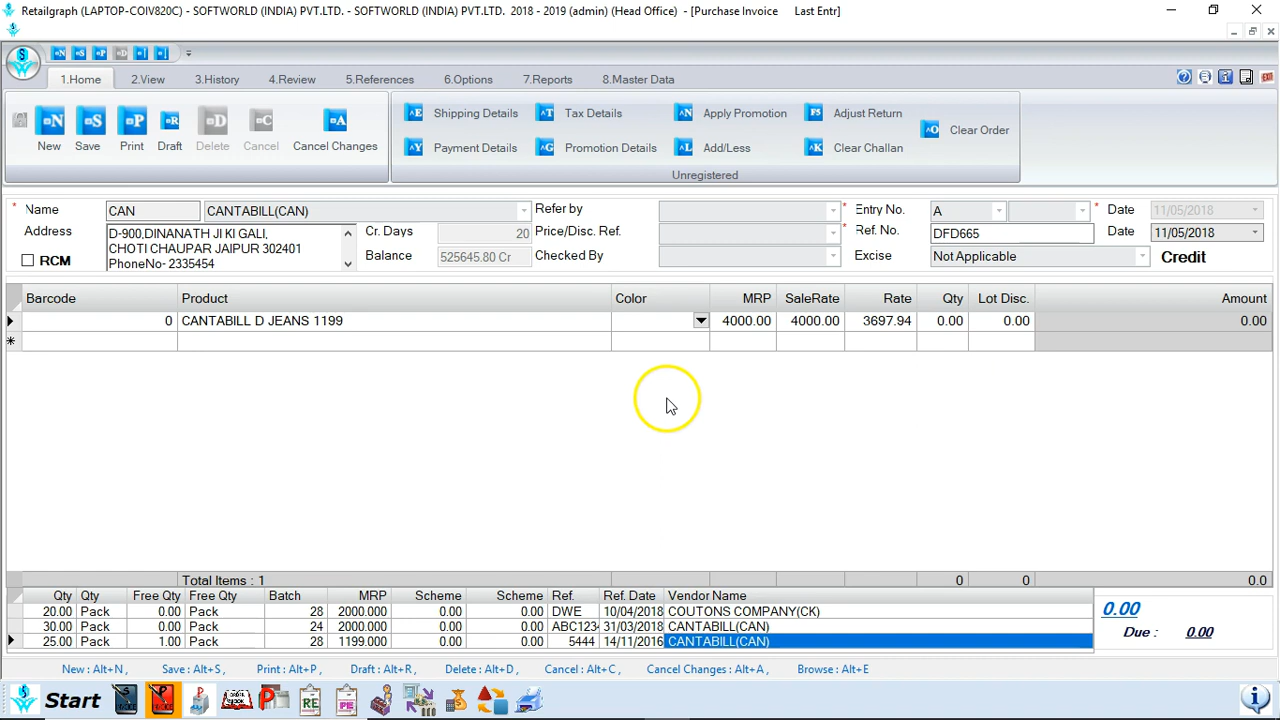 Retailgraph (LAPTOP-COIV820C) - SOFTWORLD (INDIA) PVT.LTD. - SOFTWORLD (INDIA) PVT.LTD. 2018 - 2019 (admin) (Head Office) - [Purchase Invoice Last Entr]
1.Home 2.View 3.History 4.Review 5.References 6.Options 7.Reports 8.Master Data
N S P D C A ^E Shipping Details ^T Tax Details ^N Apply Promotion F5 Adjust Return ^O Clear Order
New Save Print Draft Delete Cancel Cancel Changes ^Y Payment Details ^G Promotion Details ^L Add/Less ^K Clear Challan
Unregistered
* Name CAN CANTABILL(CAN) Refer by * Entry No. A * Date 11/05/2018
Address D-900,DINANATH JI KI GALI, Cr. Days 20 Price/Disc. Ref. * Ref. No. DFD665 Date 11/05/2018
CHOTI CHAUPAR JAIPUR 302401
RCM PhoneNo- 2335454 Balance 525645.80 Cr Checked By Excise Not Applicable Credit
Barcode Product Color MRP SaleRate Rate Qty Lot Disc. Amount
0 CANTABILL D JEANS 1199 4000.00 4000.00 3697.94 0.00 0.00 0.00
Total Items : 1 0 0 0.0
Qty Qty Free Qty Free Qty Batch MRP Scheme Scheme Ref. Ref. Date Vendor Name
20.00 Pack 0.00 Pack 28 2000.000 0.00 0.00 DWE 10/04/2018 COUTONS COMPANY(CK) 0.00
30.00 Pack 0.00 Pack 24 2000.000 0.00 0.00 ABC1234 31/03/2018 CANTABILL(CAN) Due : 0.00
25.00 Pack 1.00 Pack 28 1199.000 0.00 0.00 5444 14/11/2016 CANTABILL(CAN)
New : Alt+N , Save : Alt+S , Print : Alt+P , Draft : Alt+R , Delete : Alt+D , Cancel : Alt+C , Cancel Changes : Alt+A , Browse : Alt+E
Start RE PE